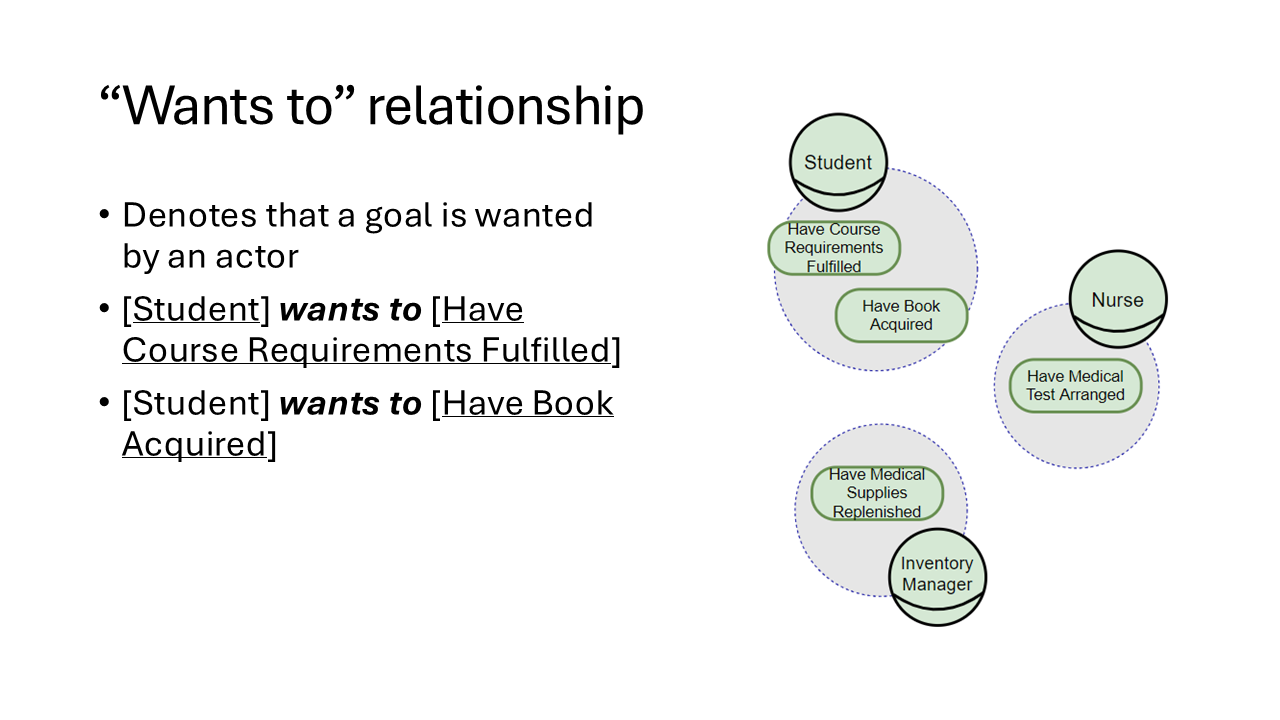 “Wants to” relationship
• Denotes that a goal is wanted
by an actor
• [Student] wants to [Have
Course Requirements Fulfilled]
• [Student] wants to [Have Book
Acquired]
Student
Have Course
Requirements
Fulfilled
Have Book
Acquired
Nurse
Have Medical
Test Arranged
Have Medical
Supplies
Replenished
Inventory
Manager